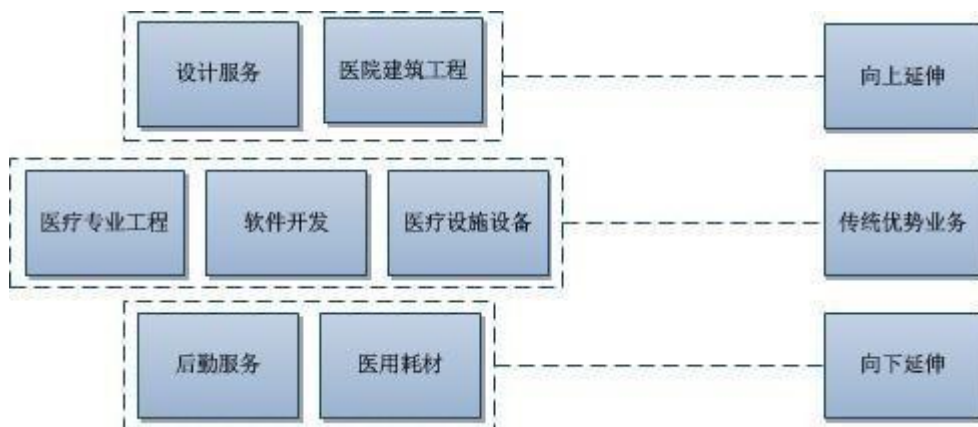 设计服务
医院建筑工程
向上延伸
医疗专业工程
软件开发
医疗设施设备
传统优势业务
后勤服务
医用耗材
向下延伸